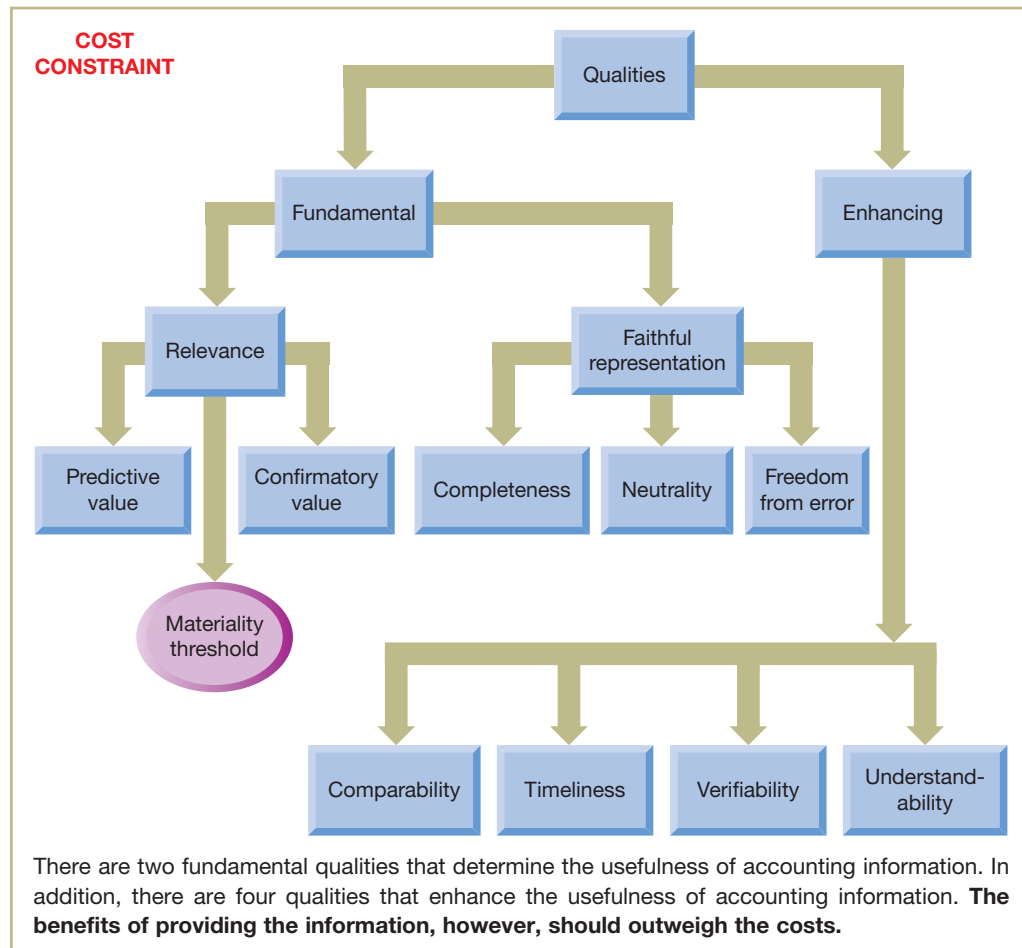 COST
CONSTRAINT
Qualities
Fundamental
Enhancing
Relevance
Faithful
representation
Predictive
value
Confirmatory
value
Completeness
Neutrality
Freedom
from error
Materiality
threshold
Comparability
Timeliness
Verifiability
Understand-
ability
There are two fundamental qualities that determine the usefulness of accounting information. In
addition, there are four qualities that enhance the usefulness of accounting information. The
benefits of providing the information, however, should outweigh the costs.